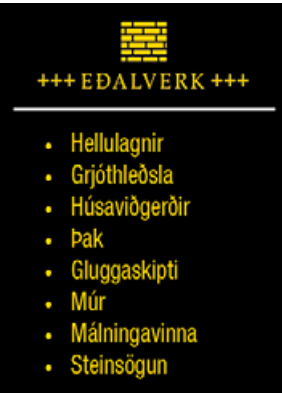 +++ EÐALVERK +++
• Hellulagnir
• Grjóthleðsla
• Húsaviðgerðir
• Þak
• Gluggaskipti
• Múr
• Málningavinna
• Steinsögun